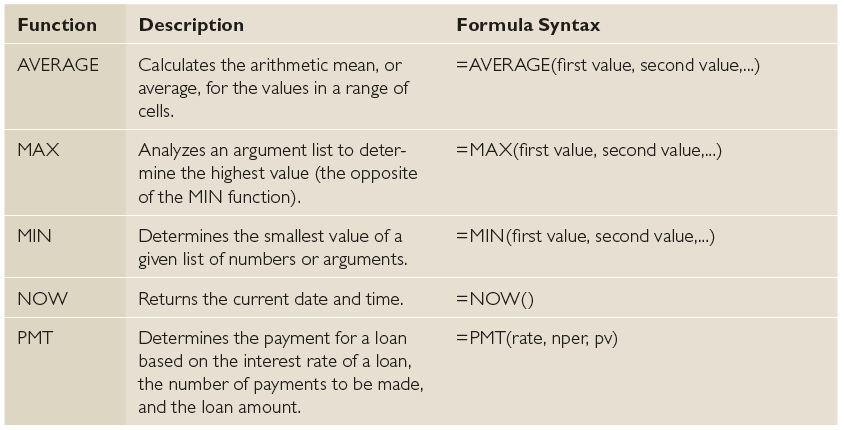 Function Description Formula Syntax
AVERAGE Calculates the arithmetic mean, or =AVERAGE(first value, second value,...)
average, for the values in a range of
cells.
MAX Analyzes an argument list to deter- =MAX(first value, second value,...)
mine the highest value (the opposite
of the MIN function).
MIN Determines the smallest value of a =MIN(first value, second value,...)
given list of numbers or arguments.
NOW Returns the current date and time. =NOW()
PMT Determines the payment for a loan =PMT(rate, nper, pv)
based on the interest rate of a loan,
the number of payments to be made,
and the loan amount.